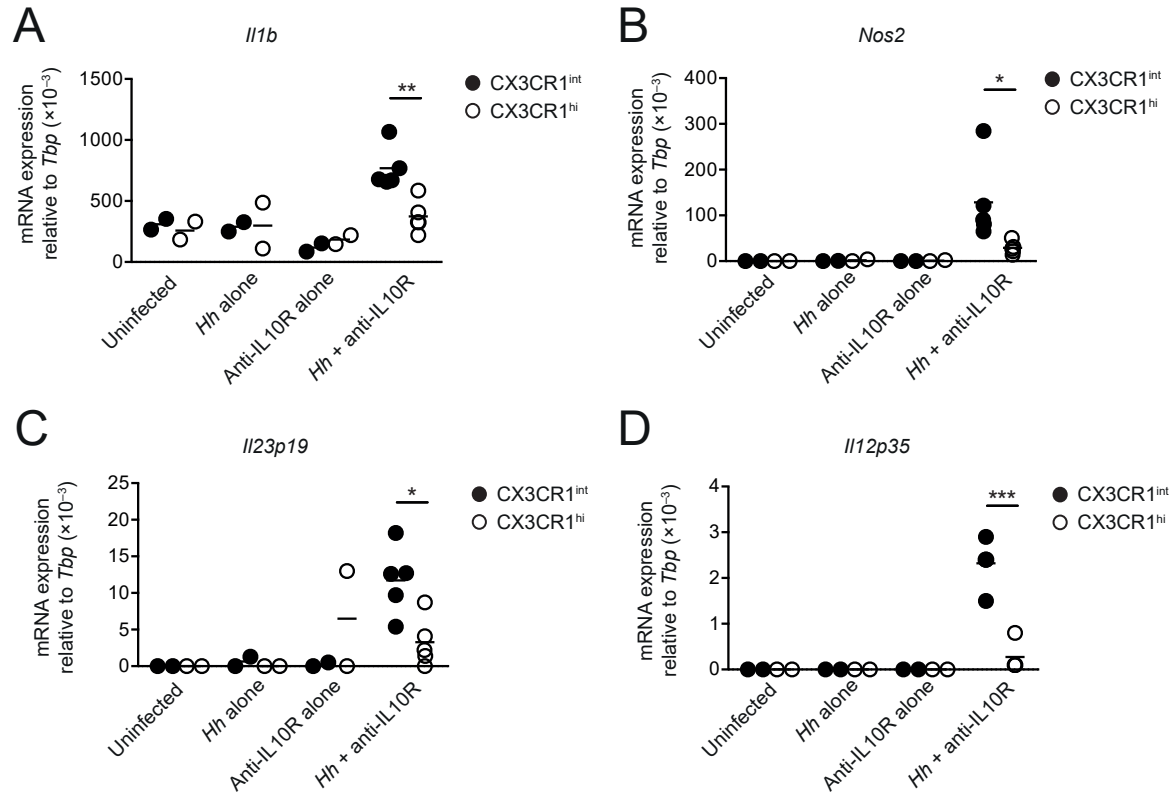 A
Il1b
mRNA expression
relative to Tbp (×10⁻³)
1500
1000
500
0
Uninfected
Hh alone
Anti-IL10R alone
Hh + anti-IL10R
**
CX3CR1ⁱⁿᵗ
CX3CR1ʰⁱ
B
Nos2
mRNA expression
relative to Tbp (×10⁻³)
400
300
200
100
0
Uninfected
Hh alone
Anti-IL10R alone
Hh + anti-IL10R
*
CX3CR1ⁱⁿᵗ
CX3CR1ʰⁱ
C
Il23p19
mRNA expression
relative to Tbp (×10⁻³)
25
20
15
10
5
0
Uninfected
Hh alone
Anti-IL10R alone
Hh + anti-IL10R
*
CX3CR1ⁱⁿᵗ
CX3CR1ʰⁱ
D
Il12p35
mRNA expression
relative to Tbp (×10⁻³)
4
3
2
1
0
Uninfected
Hh alone
Anti-IL10R alone
Hh + anti-IL10R
***
CX3CR1ⁱⁿᵗ
CX3CR1ʰⁱ